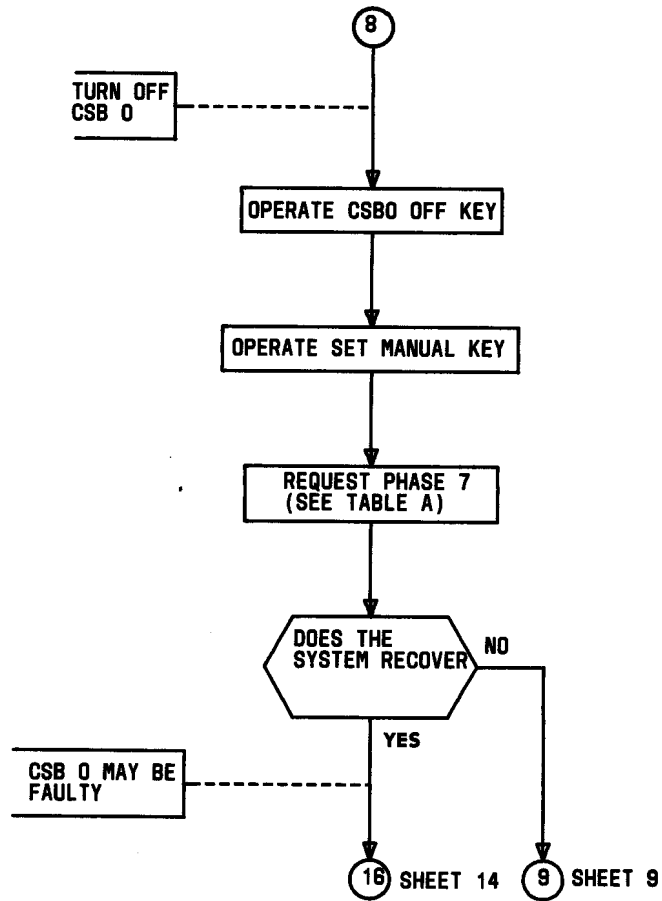 8
TURN OFF
CSB 0
OPERATE CSB0 OFF KEY
OPERATE SET MANUAL KEY
REQUEST PHASE 7
(SEE TABLE A)
DOES THE
SYSTEM RECOVER
NO
YES
CSB 0 MAY BE
FAULTY
16 SHEET 14
9 SHEET 9